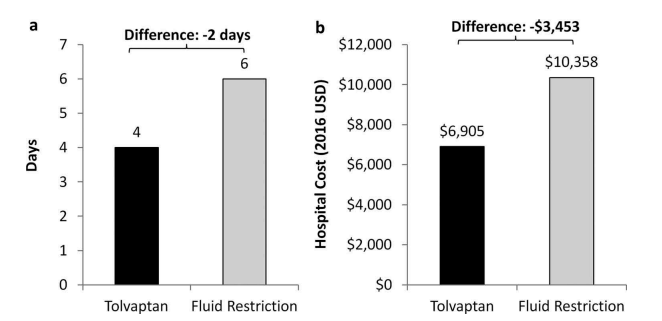 a
Difference: -2 days
7
6
5
4
3
2
1
0
Days
4
6
Tolvaptan
Fluid Restriction
b
Difference: -$3,453
$12,000
$10,000
$8,000
$6,000
$4,000
$2,000
$0
Hospital Cost (2016 USD)
$6,905
$10,358
Tolvaptan
Fluid Restriction